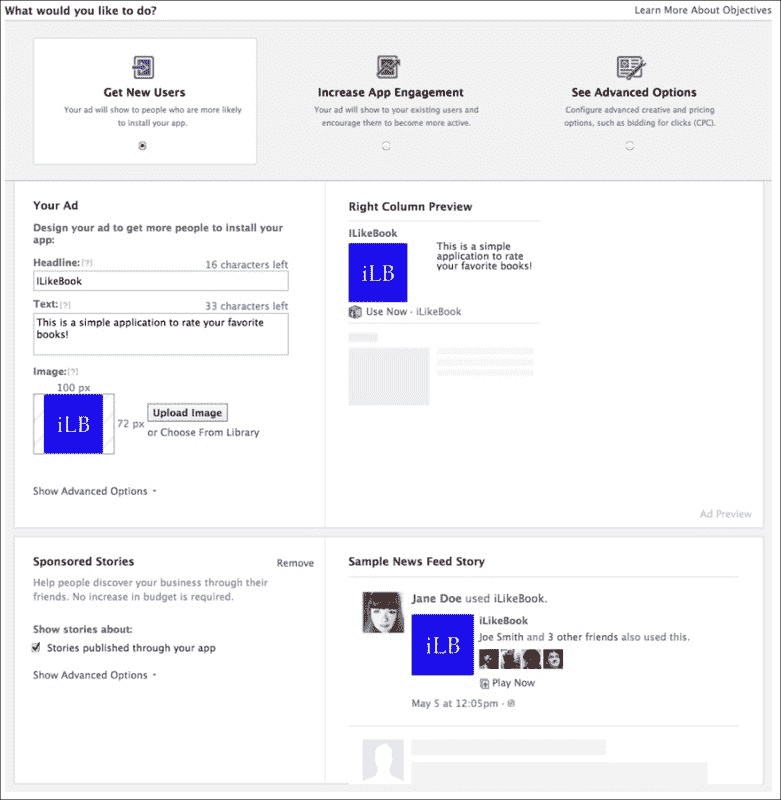 What would you like to do?
Learn More About Objectives
Get New Users
Your ad will show to people who are more likely
to install your app.
Increase App Engagement
Your ad will show to your existing users and
encourage them to become more active.
See Advanced Options
Configure advanced creative and pricing
options, such as bidding for clicks (CPC).
Your Ad
Design your ad to get more people to install your
app:
Headline:[?]
16 characters left
ILikeBook
Text:[?]
33 characters left
This is a simple application to rate your favorite
books!
Image:[?]
100 px
iLB
72 px
Upload Image
or Choose From Library
Show Advanced Options
Right Column Preview
ILikeBook
iLB
This is a simple
application to rate
your favorite books!
Use Now · iLikeBook
Ad Preview
Sponsored Stories
Remove
Help people discover your business through their
friends. No increase in budget is required.
Show stories about:
Stories published through your app
Show Advanced Options
Sample News Feed Story
Jane Doe used iLikeBook.
iLB
iLikeBook
Joe Smith and 3 other friends also used this.
Play Now
May 5 at 12:05pm ·